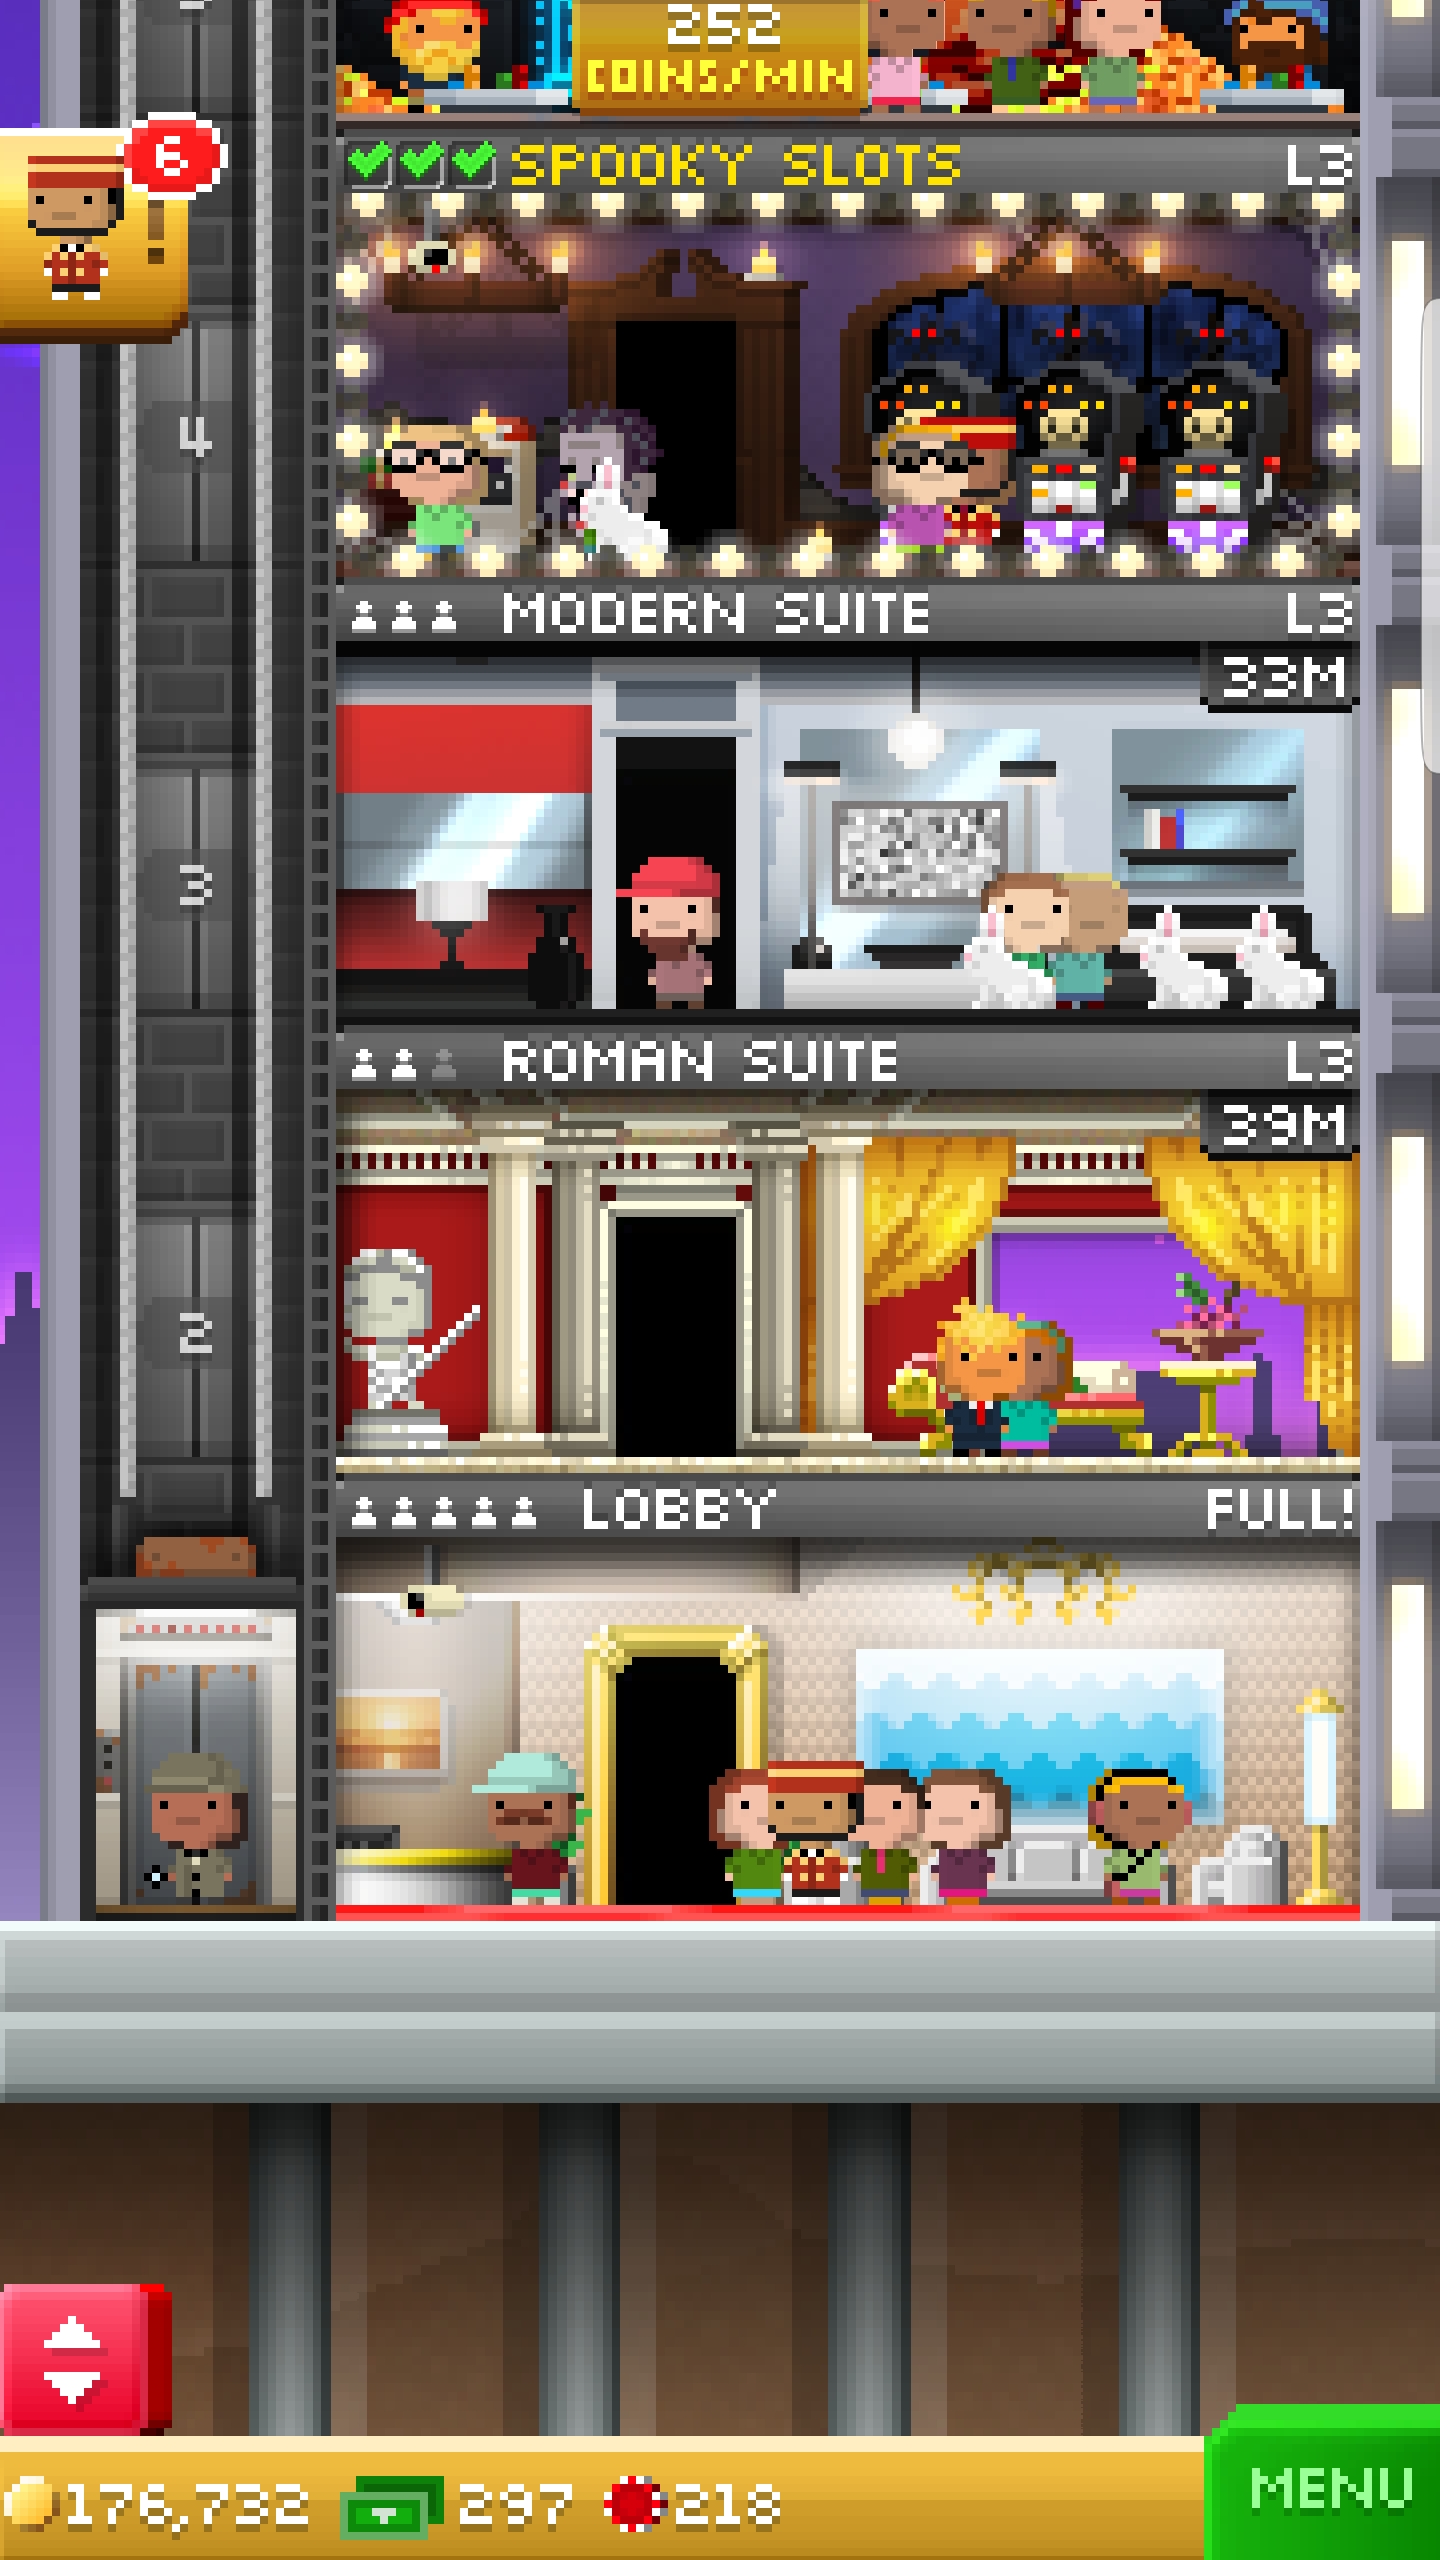 252
COINS/MIN
6
SPOOKY SLOTS L3
4
MODERN SUITE L3
33M
3
ROMAN SUITE L3
39M
2
LOBBY FULL!
176,732 297 218
MENU